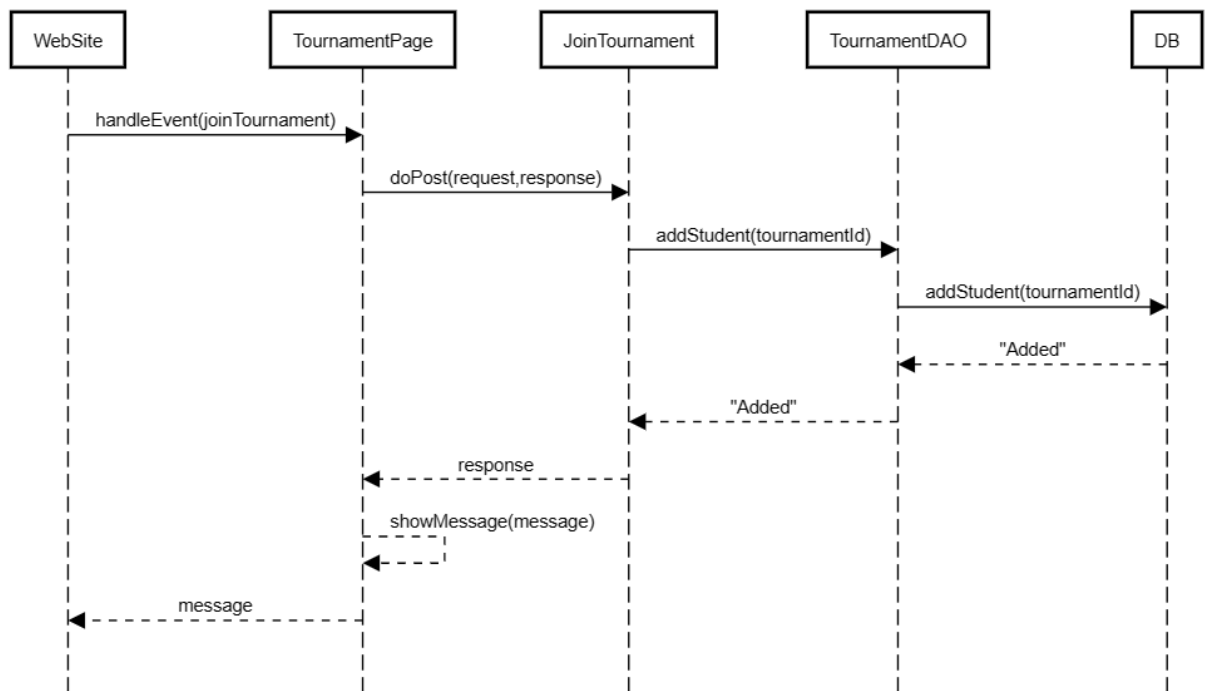 WebSite
TournamentPage
JoinTournament
TournamentDAO
DB
handleEvent(joinTournament)
doPost(request,response)
addStudent(tournamentId)
addStudent(tournamentId)
"Added"
"Added"
response
showMessage(message)
message